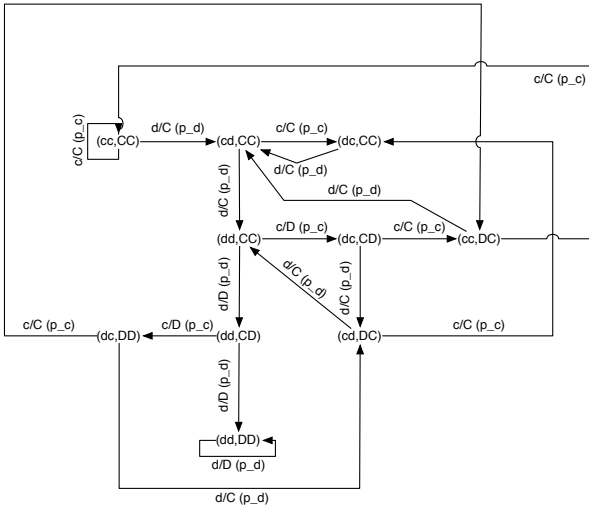 c/C (p_c)
d/C (p_d)
c/C (p_c)
c/C (p_c)
(cc,CC)
(cd,CC)
(dc,CC)
d/C (p_d)
d/C (p_d)
d/C (p_d)
c/D (p_c)
c/C (p_c)
(dd,CC)
(dc,CD)
(cc,DC)
d/D (p_d)
d/C (p_d)
d/C (p_d)
c/C (p_c)
c/D (p_c)
c/C (p_c)
(dc,DD)
(dd,CD)
(cd,DC)
d/D (p_d)
(dd,DD)
d/D (p_d)
d/C (p_d)